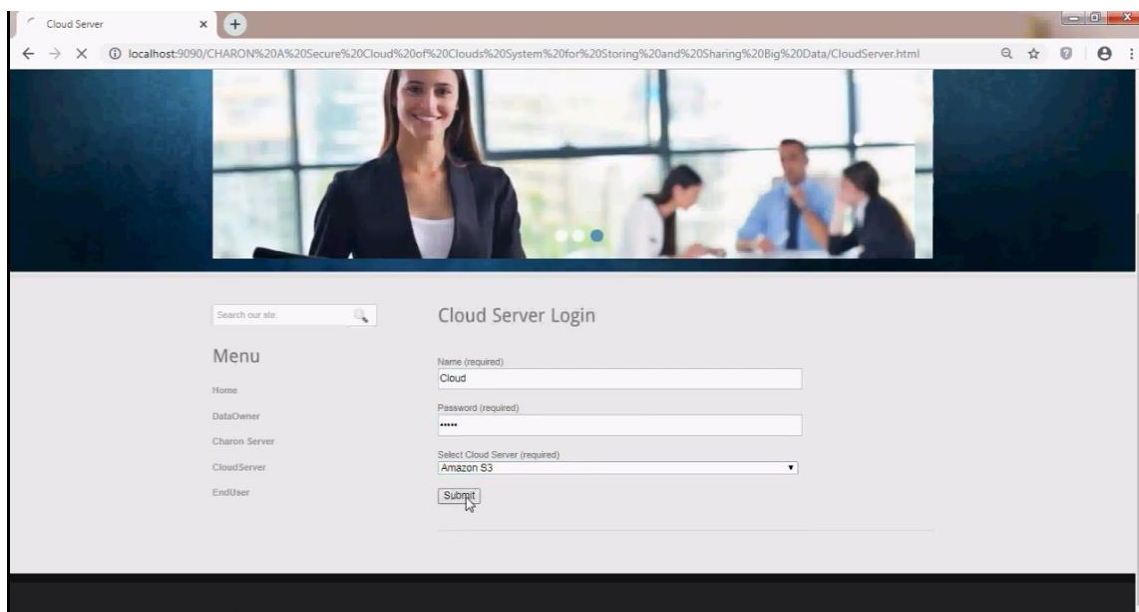 Cloud Server
localhost:9090/CHARON%20A%20Secure%20Cloud%20of%20Clouds%20System%20for%20Storing%20and%20Sharing%20Big%20Data/CloudServer.html
Search our site.
Menu
Home
DataOwner
Charon Server
CloudServer
EndUser
Cloud Server Login
Name (required)
Cloud
Password (required)
•••••
Select Cloud Server (required)
Amazon S3
Submit